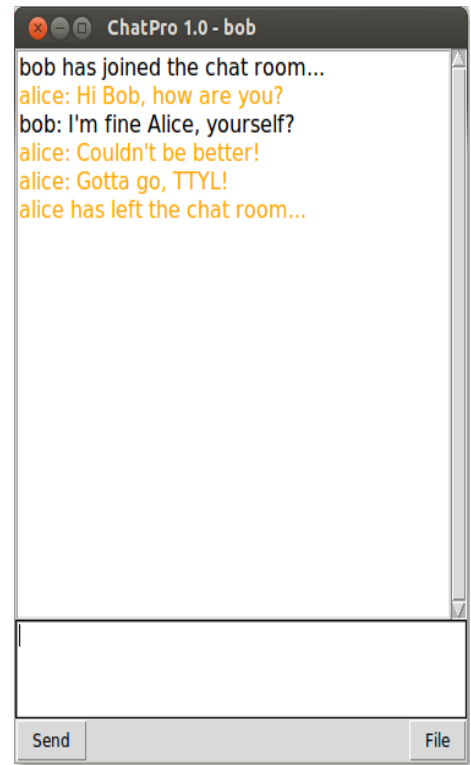 ChatPro 1.0 - bob
bob has joined the chat room...
alice: Hi Bob, how are you?
bob: I'm fine Alice, yourself?
alice: Couldn't be better!
alice: Gotta go, TTYL!
alice has left the chat room...
Send File